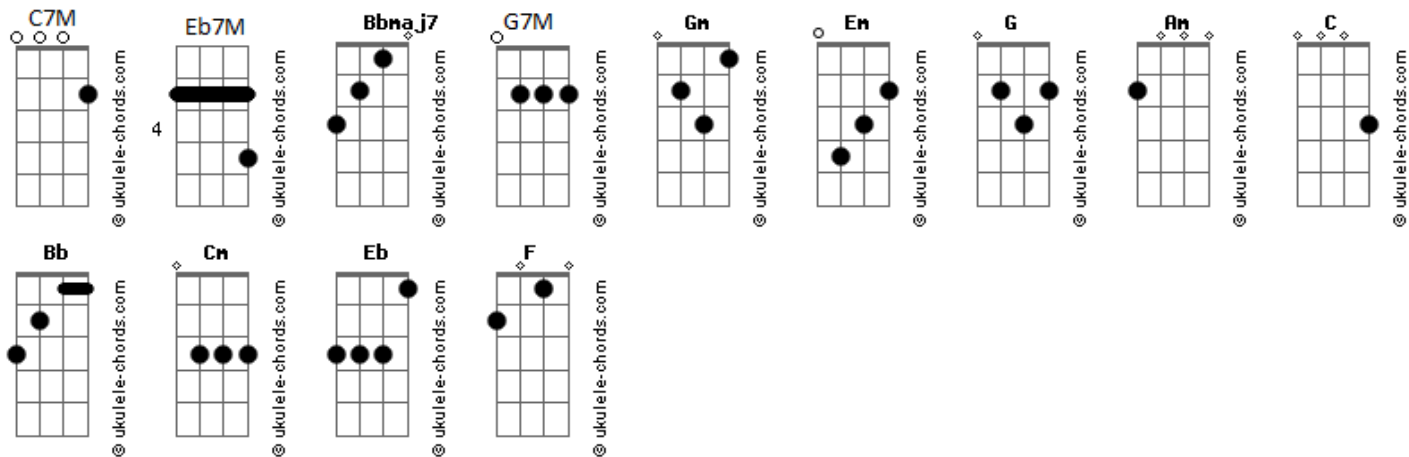 C7M Eb7M Bbmaj7 G7M Gm Em G Am C
4
© ukulele-chords.com © ukulele-chords.com © ukulele-chords.com © ukulele-chords.com © ukulele-chords.com © ukulele-chords.com © ukulele-chords.com © ukulele-chords.com © ukulele-chords.com
Bb Cm Eb F
© ukulele-chords.com © ukulele-chords.com © ukulele-chords.com © ukulele-chords.com